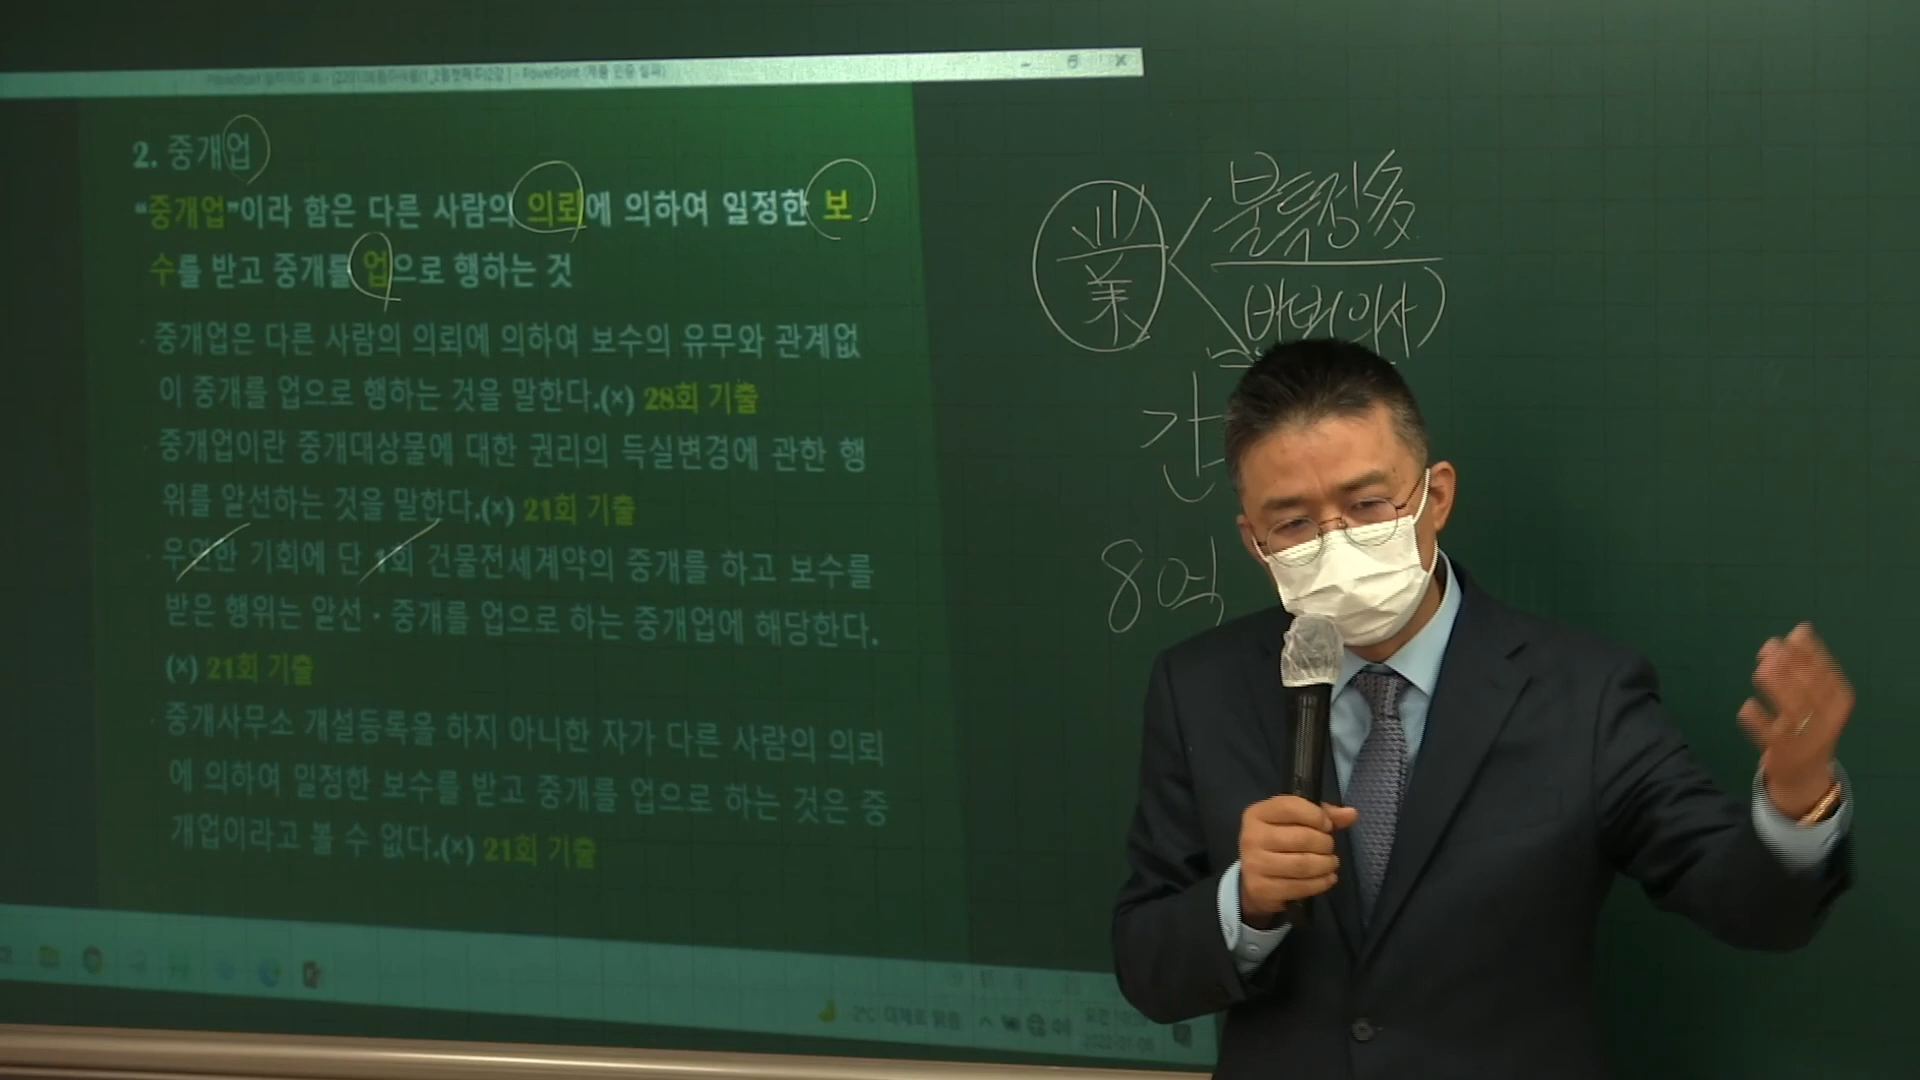 2. 중개업
“중개업”이라 함은 다른 사람의 의뢰에 의하여 일정한 보
수를 받고 중개를 업으로 행하는 것
· 중개업은 다른 사람의 의뢰에 의하여 보수의 유무와 관계없
이 중개를 업으로 행하는 것을 말한다.(×) 28회 기출
· 중개업이란 중개대상물에 대한 권리의 득실변경에 관한 행
위를 알선하는 것을 말한다.(×) 21회 기출
· 우연한 기회에 단 1회 건물전세계약의 중개를 하고 보수를
받은 행위는 알선 · 중개를 업으로 하는 중개업에 해당한다.
(×) 21회 기출
· 중개사무소 개설등록을 하지 아니한 자가 다른 사람의 의뢰
에 의하여 일정한 보수를 받고 중개를 업으로 하는 것은 중
개업이라고 볼 수 없다.(×) 21회 기출
業
불특정多
간
8억